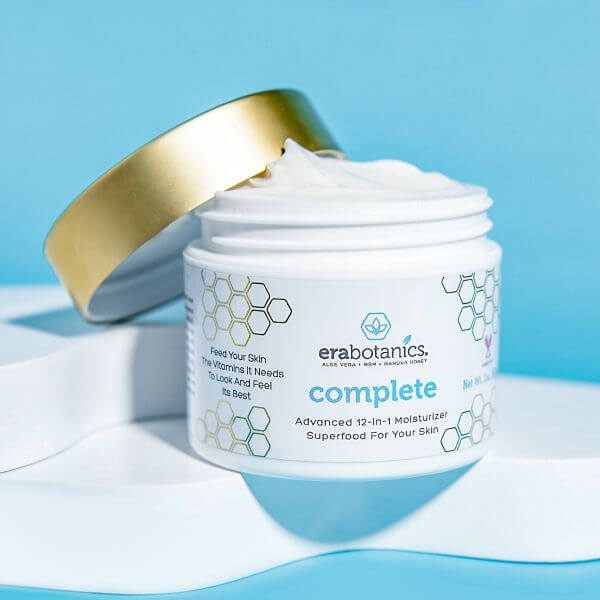 Feed Your Skin
The Vitamins It Needs
To Look And Feel
Its Best
erabotanics.
ALOE VERA • MSM • MANUKA HONEY
complete
Advanced 12-In-1 Moisturizer
Superfood For Your Skin
Net Wt.